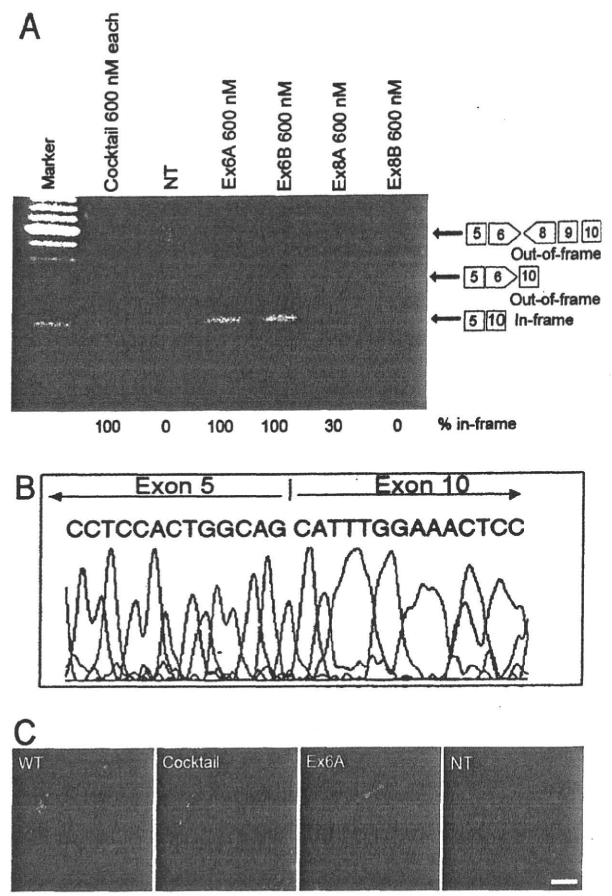 A
Marker
Cocktail 600 nM each
NT
Ex6A 600 nM
Ex6B 600 nM
Ex8A 600 nM
Ex8B 600 nM
5 6 8 9 10
Out-of-frame
5 6 10
Out-of-frame
5 10 In-frame
100 0 100 100 30 0 % in-frame
B
Exon 5 Exon 10
CCTCCACTGGCAG CATTTGGAAACTCC
C
WT
Cocktail
Ex6A
NT